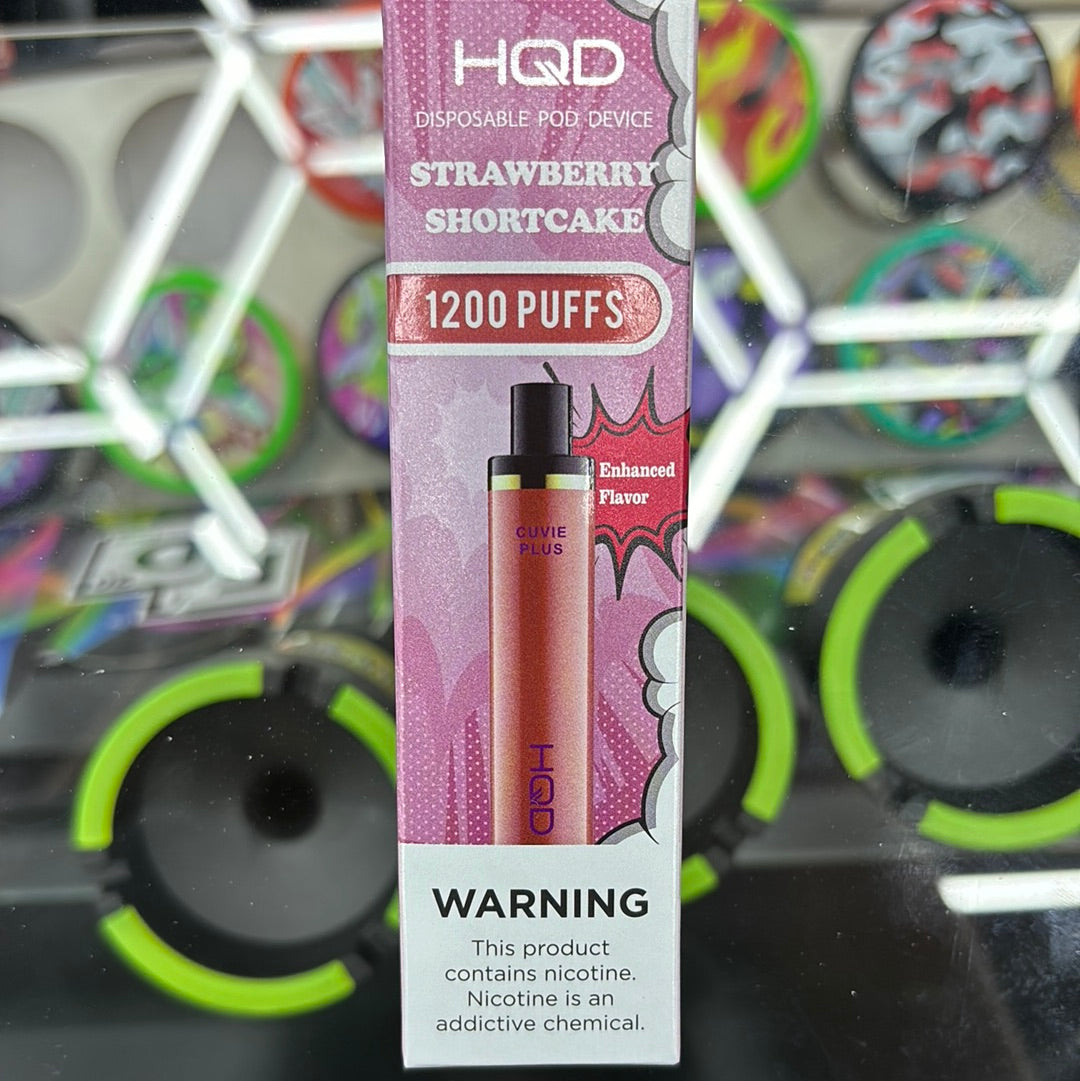 HQD
DISPOSABLE POD DEVICE
STRAWBERRY
SHORTCAKE
1200 PUFFS
Enhanced
Flavor
CUVIE
PLUS
HQD
WARNING
This product
contains nicotine.
Nicotine is an
addictive chemical.